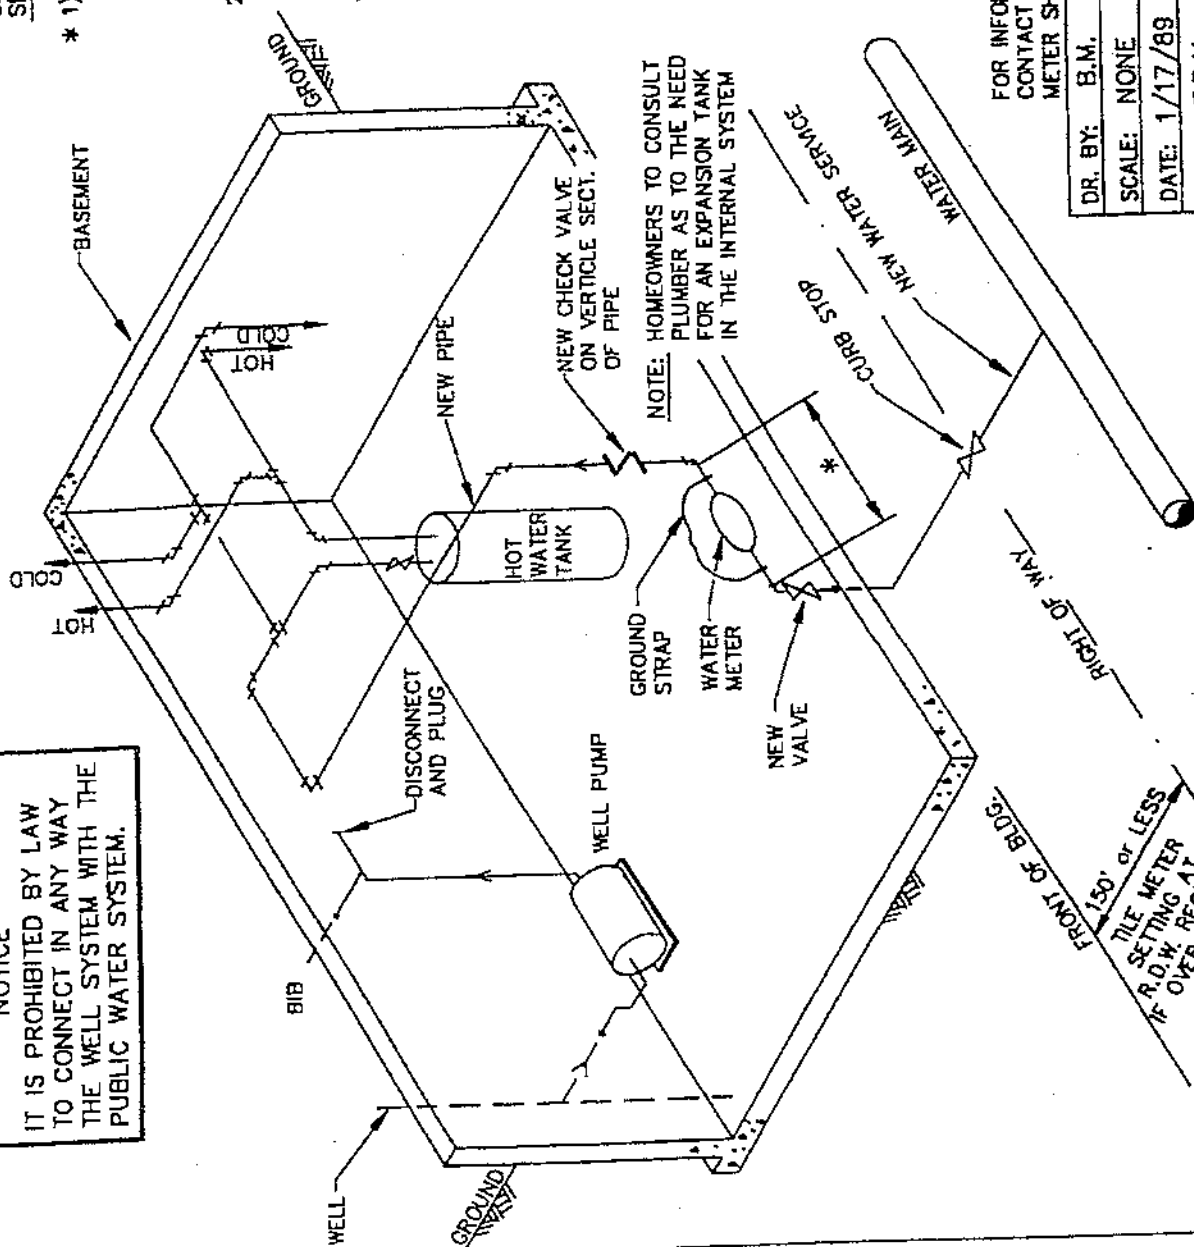 NOTICE
IT IS PROHIBITED BY LAW
TO CONNECT IN ANY WAY
THE WELL SYSTEM WITH THE
PUBLIC WATER SYSTEM.
* 1)
GROUND
BASEMENT
COLD
HOT
COLD
HOT
NEW PIPE
NEW CHECK VALVE
ON VERTICLE SECT.
OF PIPE
HOT
WATER
TANK
NOTE: HOMEOWNERS TO CONSULT
PLUMBER AS TO THE NEED
FOR AN EXPANSION TANK
IN THE INTERNAL SYSTEM
DISCONNECT
AND PLUG
WELL PUMP
BIB
WELL
GROUND
GROUND
STRAP
WATER
METER
NEW
VALVE
*
CURB STOP
NEW WATER SERVICE
WATER MAIN
RIGHT OF WAY
FRONT OF BLDG.
150' or LESS
TILE METER
SETTING AT
R.O.W.
IF OVER
FOR
CONTACT
METER
DR. BY: B.M.
SCALE: NONE
DATE: 1/17/89